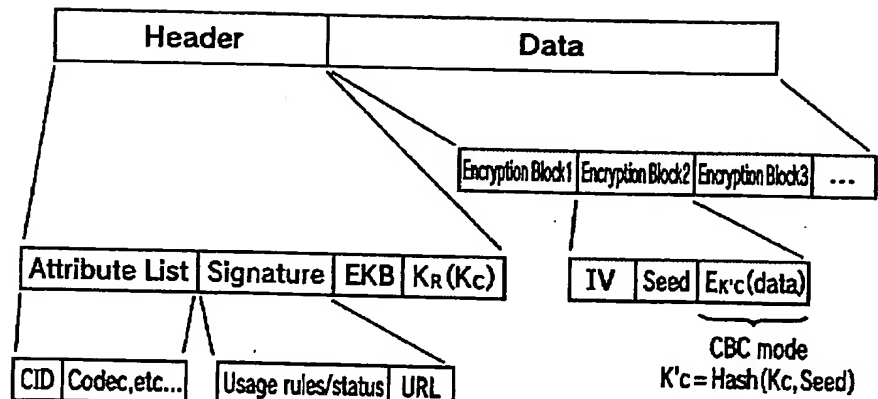 Header Data
Encryption Block1 Encryption Block2 Encryption Block3 ...
Attribute List Signature EKB KR(KC)
IV Seed EK'C(data)
CBC mode
K'c=Hash(Kc,Seed)
CID Codec,etc... Usage rules/status URL